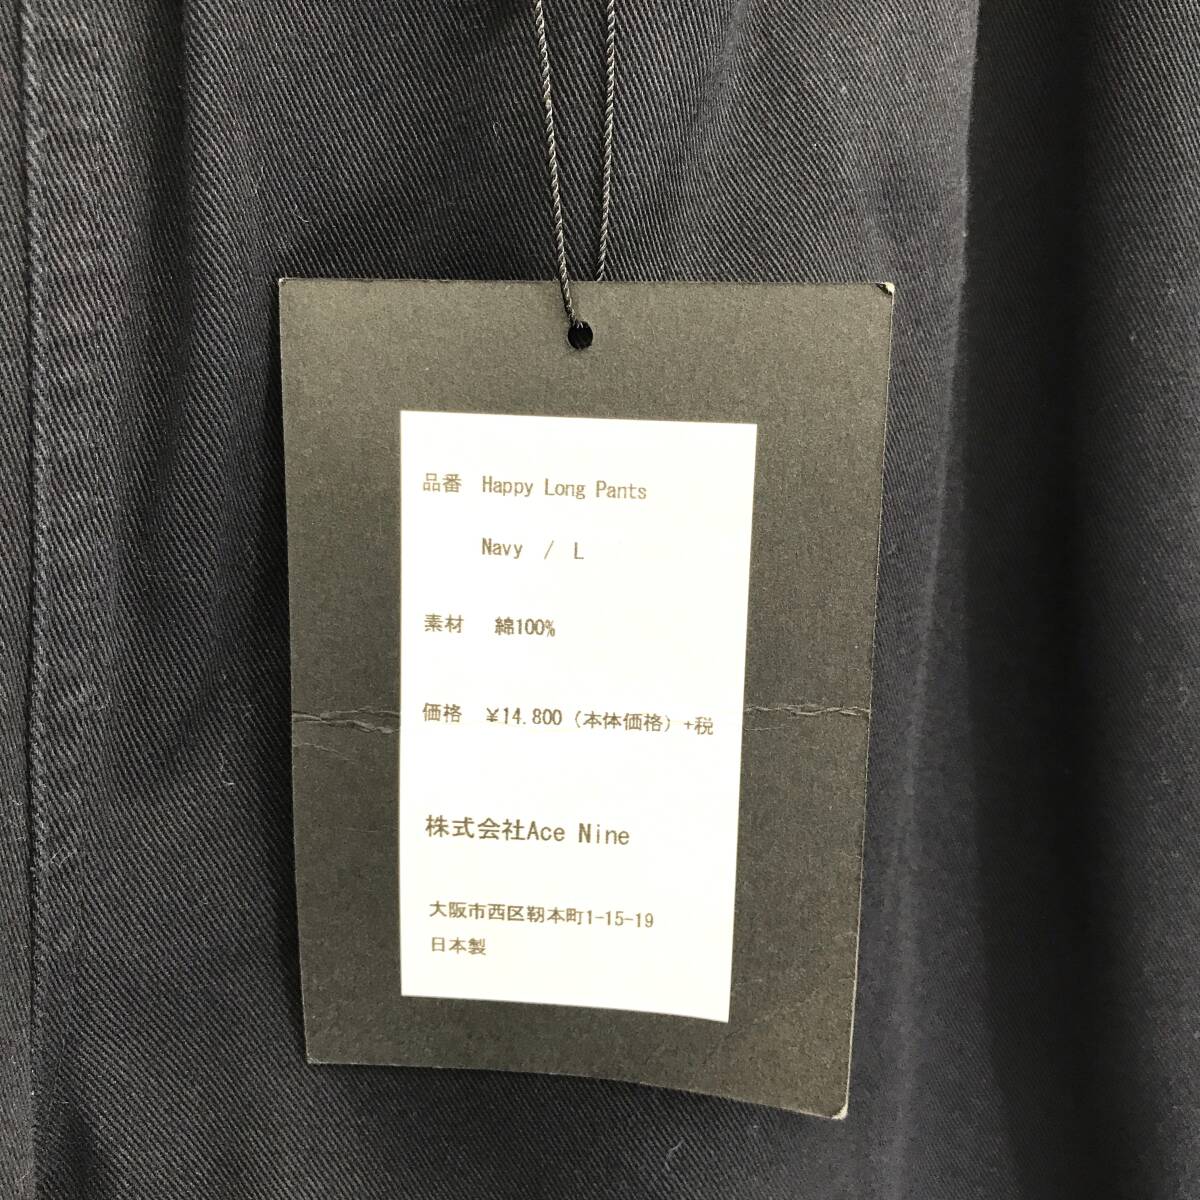 品番 Happy Long Pants
Navy / L
素材 綿100%
価格 ¥14.800（本体価格）+税
株式会社Ace Nine
大阪市西区靭本町1-15-19
日本製